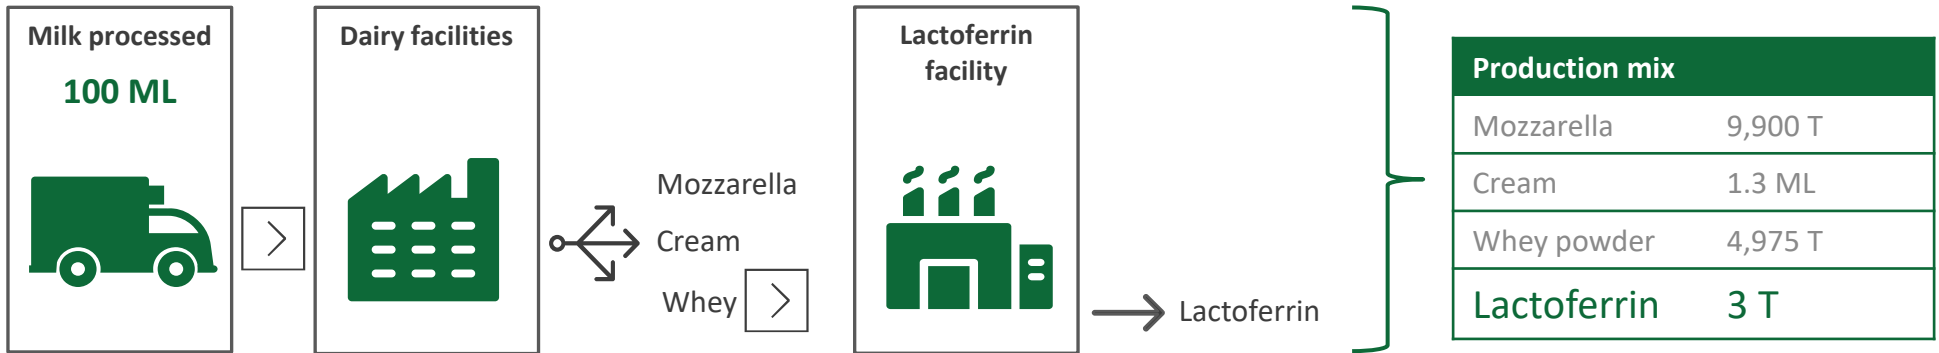 Milk processed
100 ML
Dairy facilities
Mozzarella
Cream
Whey
Lactoferrin
facility
Lactoferrin
Production mix
Mozzarella 9,900 T
Cream 1.3 ML
Whey powder 4,975 T
Lactoferrin 3 T